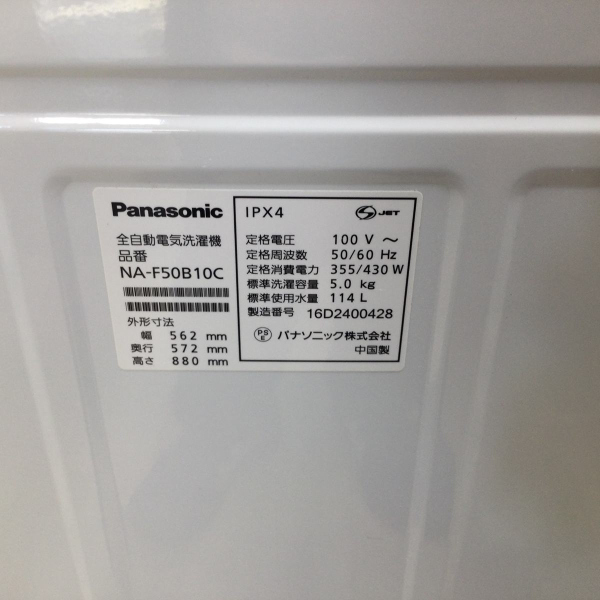 Panasonic
全自動電気洗濯機
品番
NA-F50B10C
外形寸法
幅 562 mm
奥行 572 mm
高さ 880 mm
IPX4
S JET
定格電圧 100 V ～
定格周波数 50/60 Hz
定格消費電力 355/430 W
標準洗濯容量 5.0 kg
標準使用水量 114 L
製造番号 16D2400428
PSE パナソニック株式会社
中国製